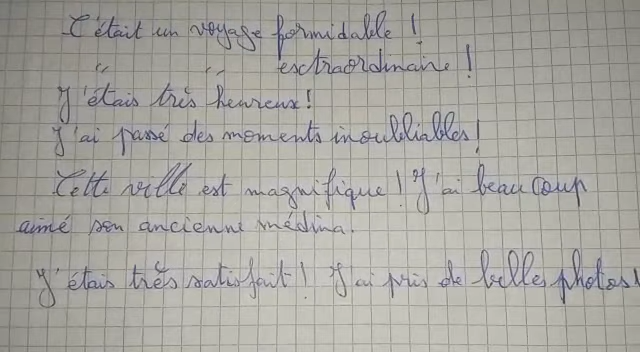 C'était un voyage formidable !
" " esctraordinaire !
J'étais très heureux !
J'ai passé des moments inoubliables !
Cette ville est magnifique ! J'ai beaucoup
aimé son ancienne médina.
J'étais très satisfait ! J'ai pris de belles photos !